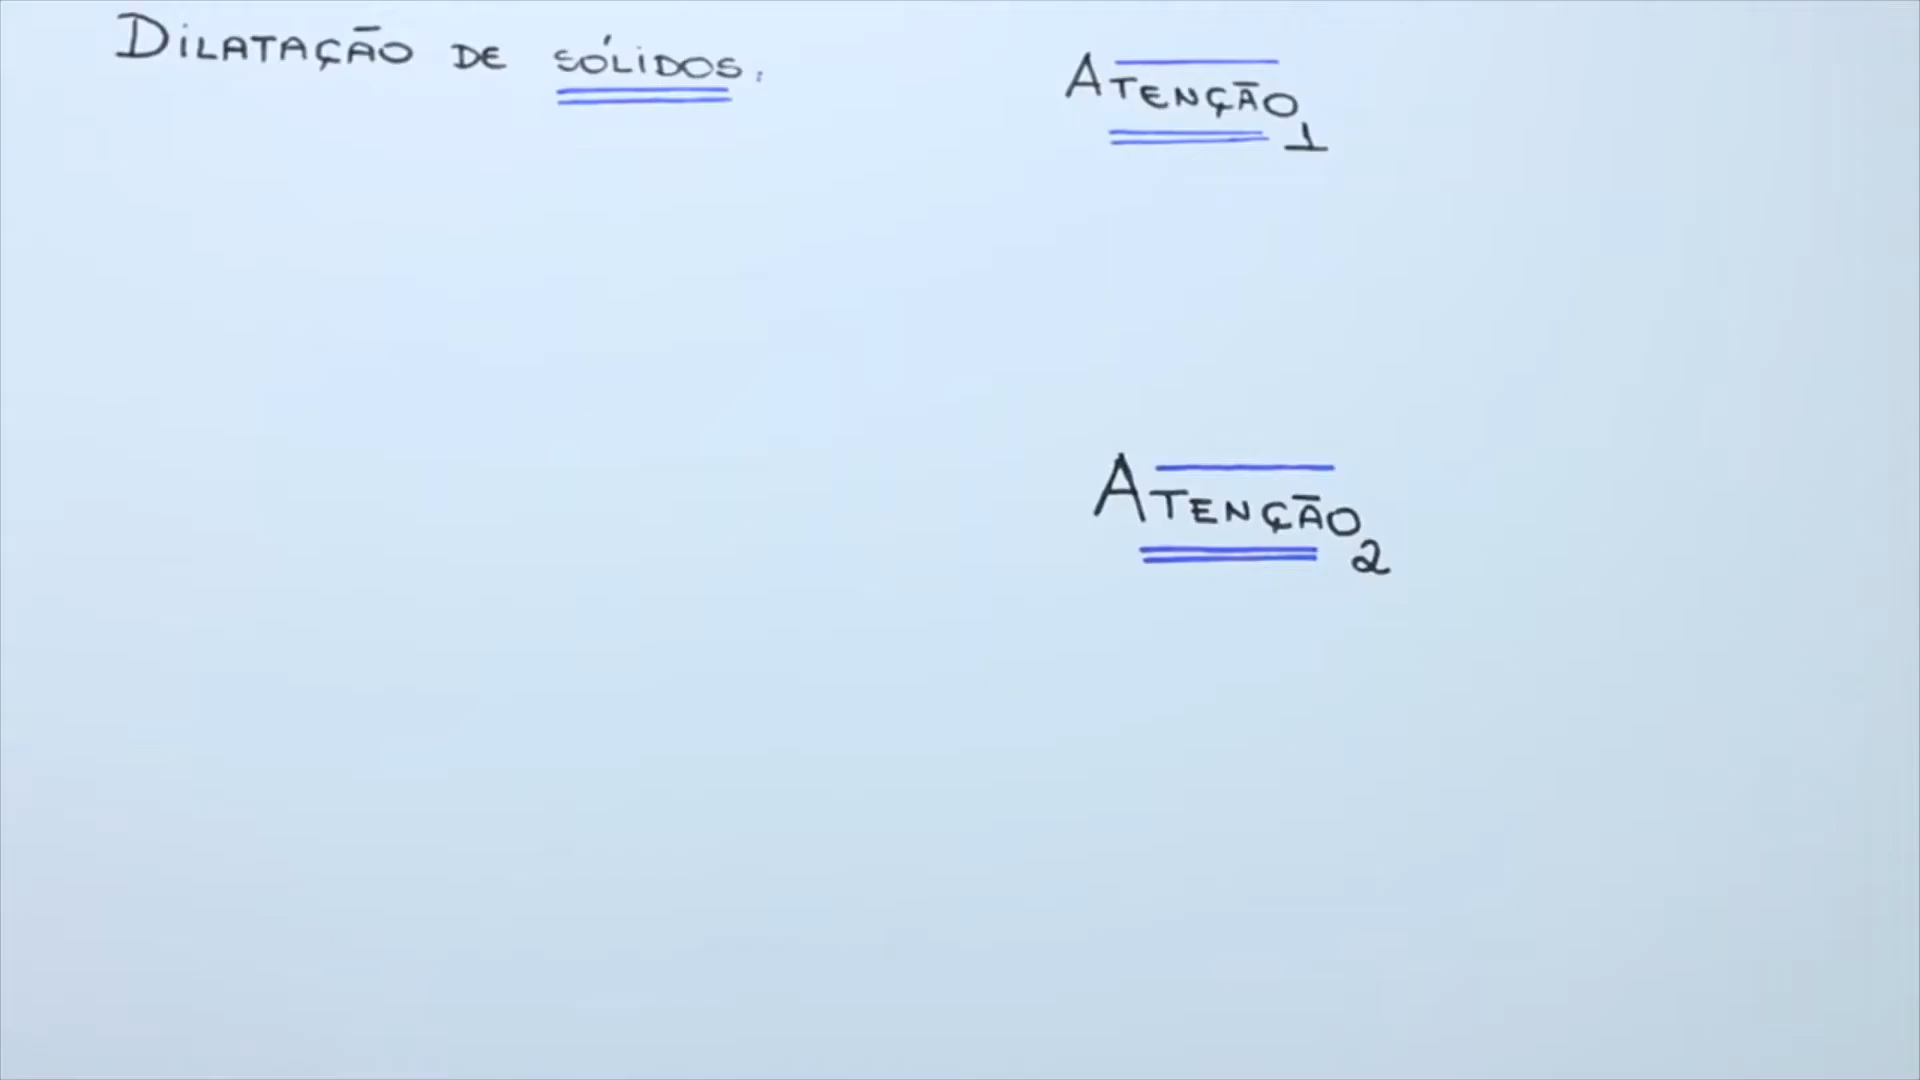 DILATAÇÃO DE SÓLIDOS.
ATENÇÃO 1
ATENÇÃO 2